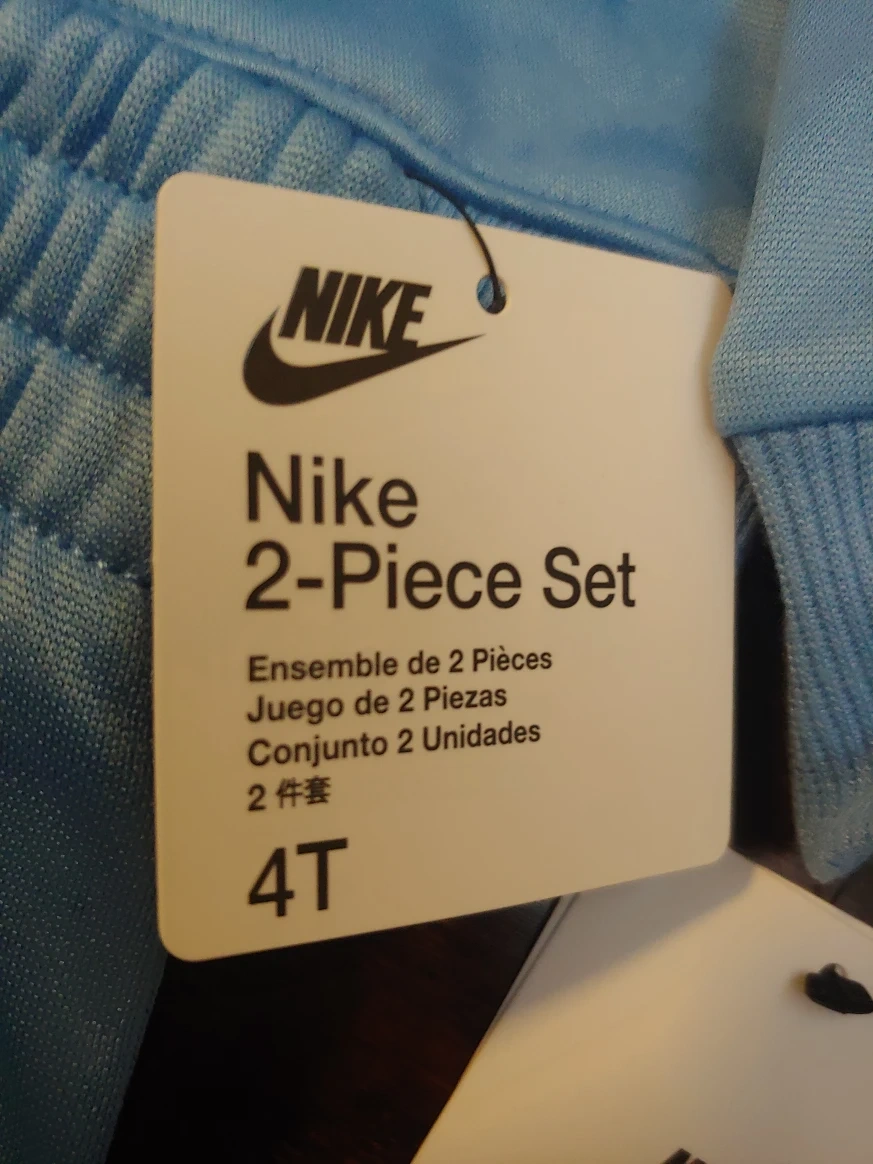 NIKE
Nike
2-Piece Set
Ensemble de 2 Pièces
Juego de 2 Piezas
Conjunto 2 Unidades
2 件套
4T